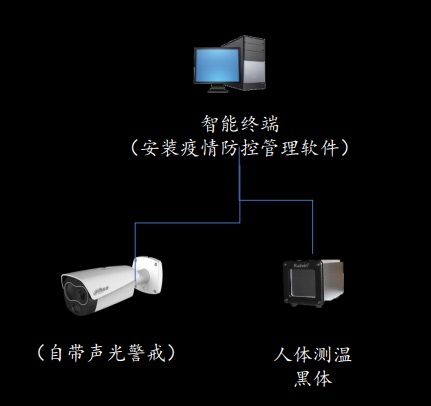 智能终端
（安装疫情防控管理软件）
（自带声光警戒）
人体测温
黑体